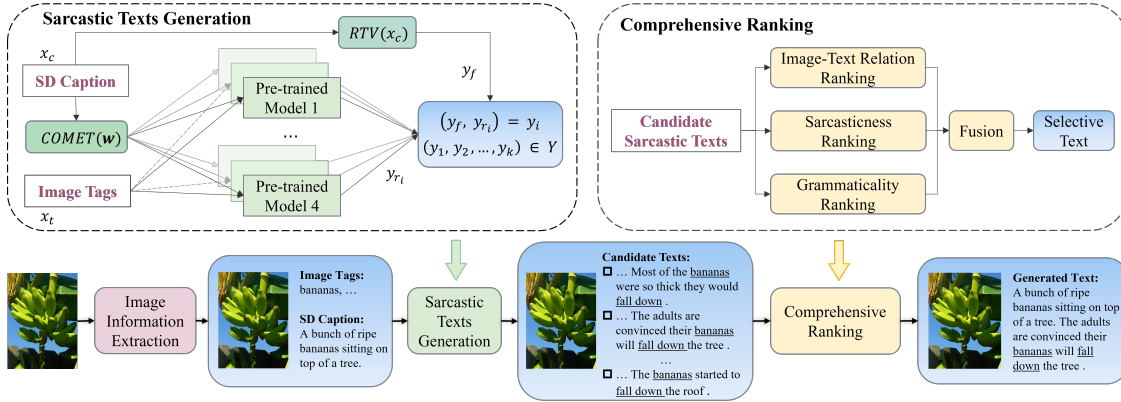 Sarcastic Texts Generation
x_c
SD Caption
COMET(w)
Image Tags
x_t
Pre-trained
Model 1
...
Pre-trained
Model 4
RTV(x_c)
y_f
(y_f, y_{r_i}) = y_i
(y_1, y_2, ..., y_k) ∈ Y
y_{r_i}
Comprehensive Ranking
Candidate
Sarcastic Texts
Image-Text Relation
Ranking
Sarcasticness
Ranking
Grammaticality
Ranking
Fusion
Selective
Text
Image
Information
Extraction
Image Tags:
bananas, …
SD Caption:
A bunch of ripe
bananas sitting on
top of a tree.
Sarcastic
Texts
Generation
Candidate Texts:
… Most of the bananas
were so thick they would
fall down .
… The adults are
convinced their bananas
will fall down the tree .
…
… The bananas started to
fall down the roof .
Comprehensive
Ranking
Generated Text:
A bunch of ripe
bananas sitting on top
of a tree. The adults
are convinced their
bananas will fall
down the tree .